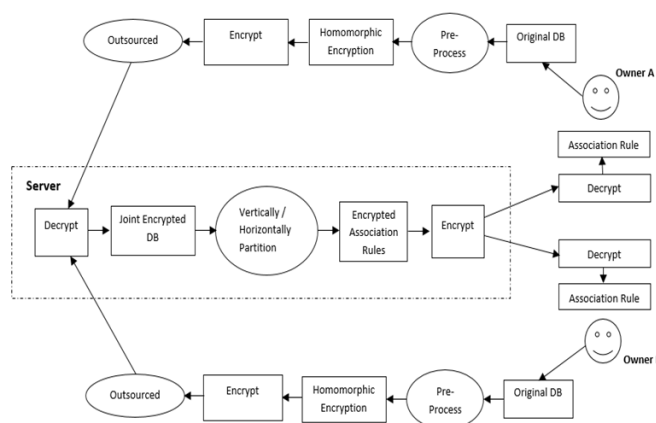 Outsourced
Encrypt
Homomorphic
Encryption
Pre-
Process
Original DB
Owner A
Association Rule
Decrypt
Server
Decrypt
Joint Encrypted
DB
Vertically /
Horizontally
Partition
Encrypted
Association
Rules
Encrypt
Decrypt
Association Rule
Owner
Outsourced
Encrypt
Homomorphic
Encryption
Pre-
Process
Original DB